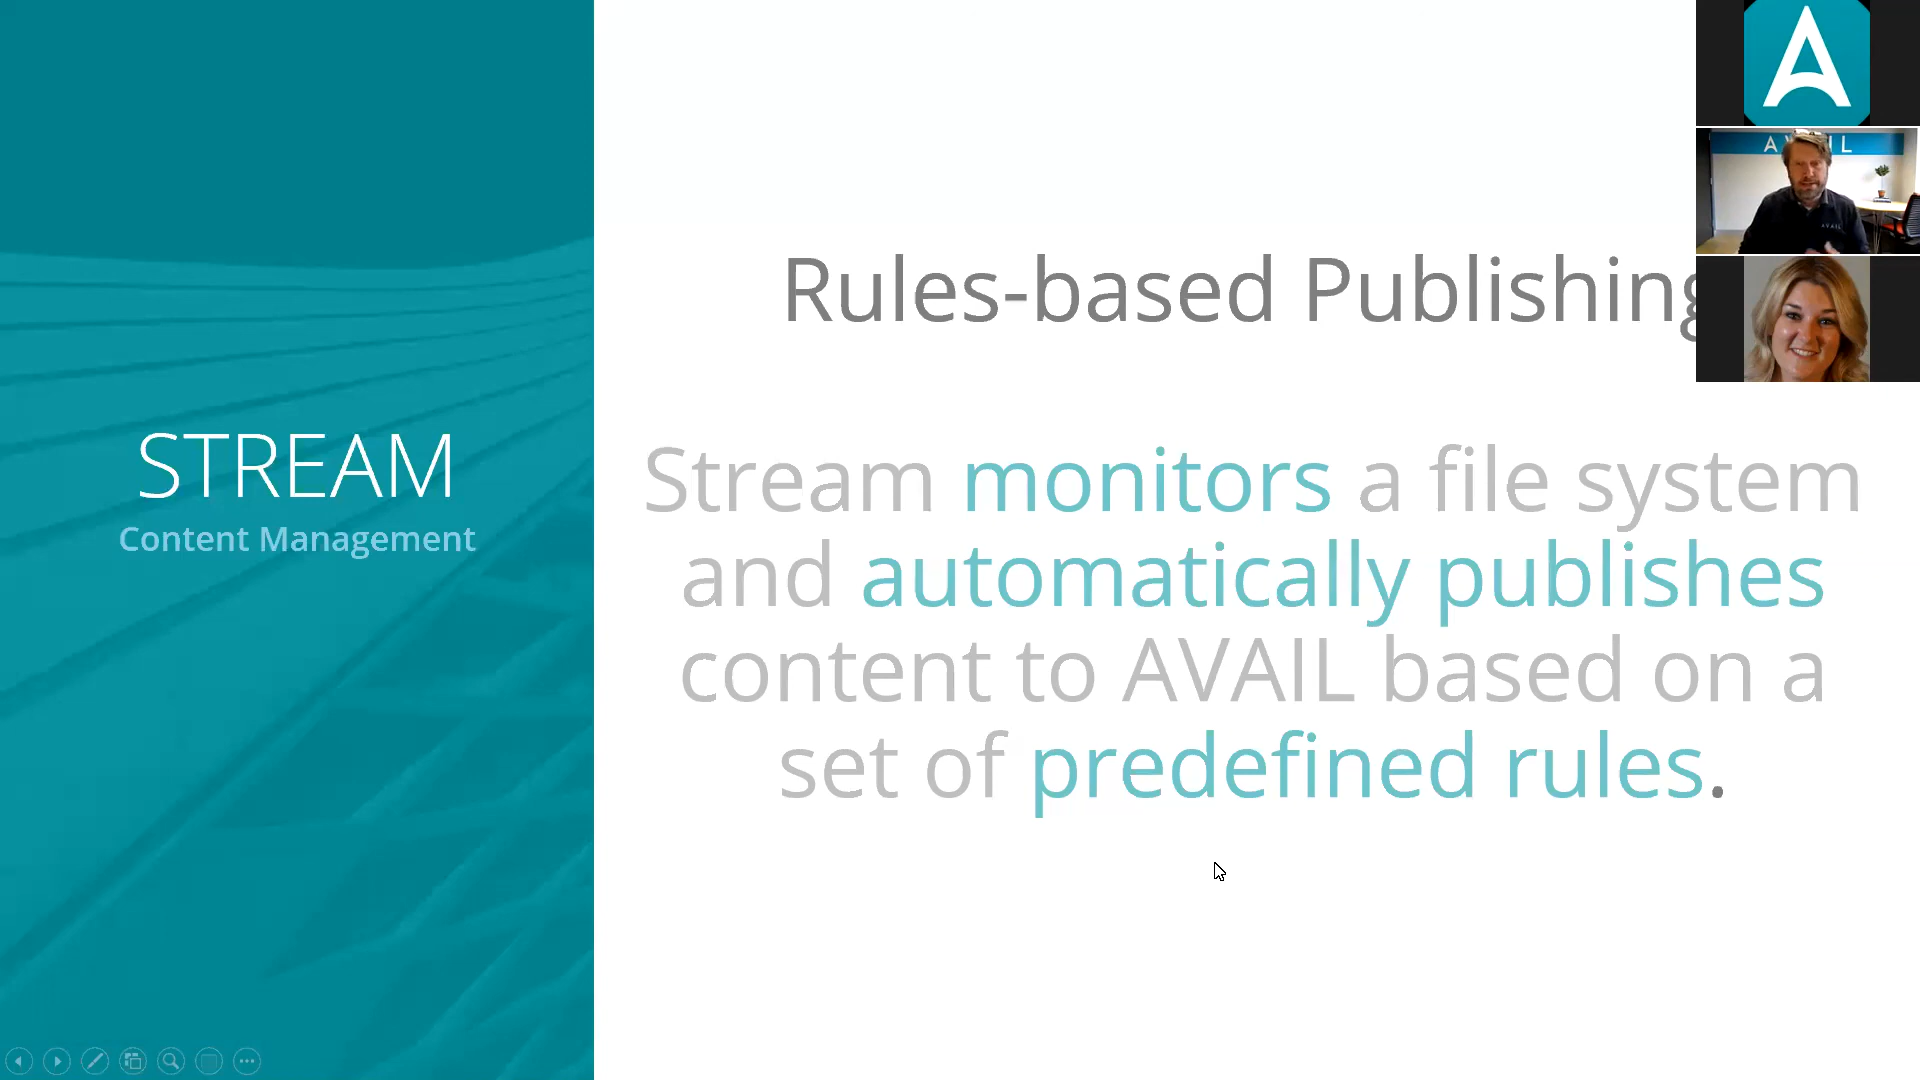 STREAM
Content Management
Rules-based Publishing
Stream monitors a file system
and automatically publishes
content to AVAIL based on a
set of predefined rules.
A
AVAIL